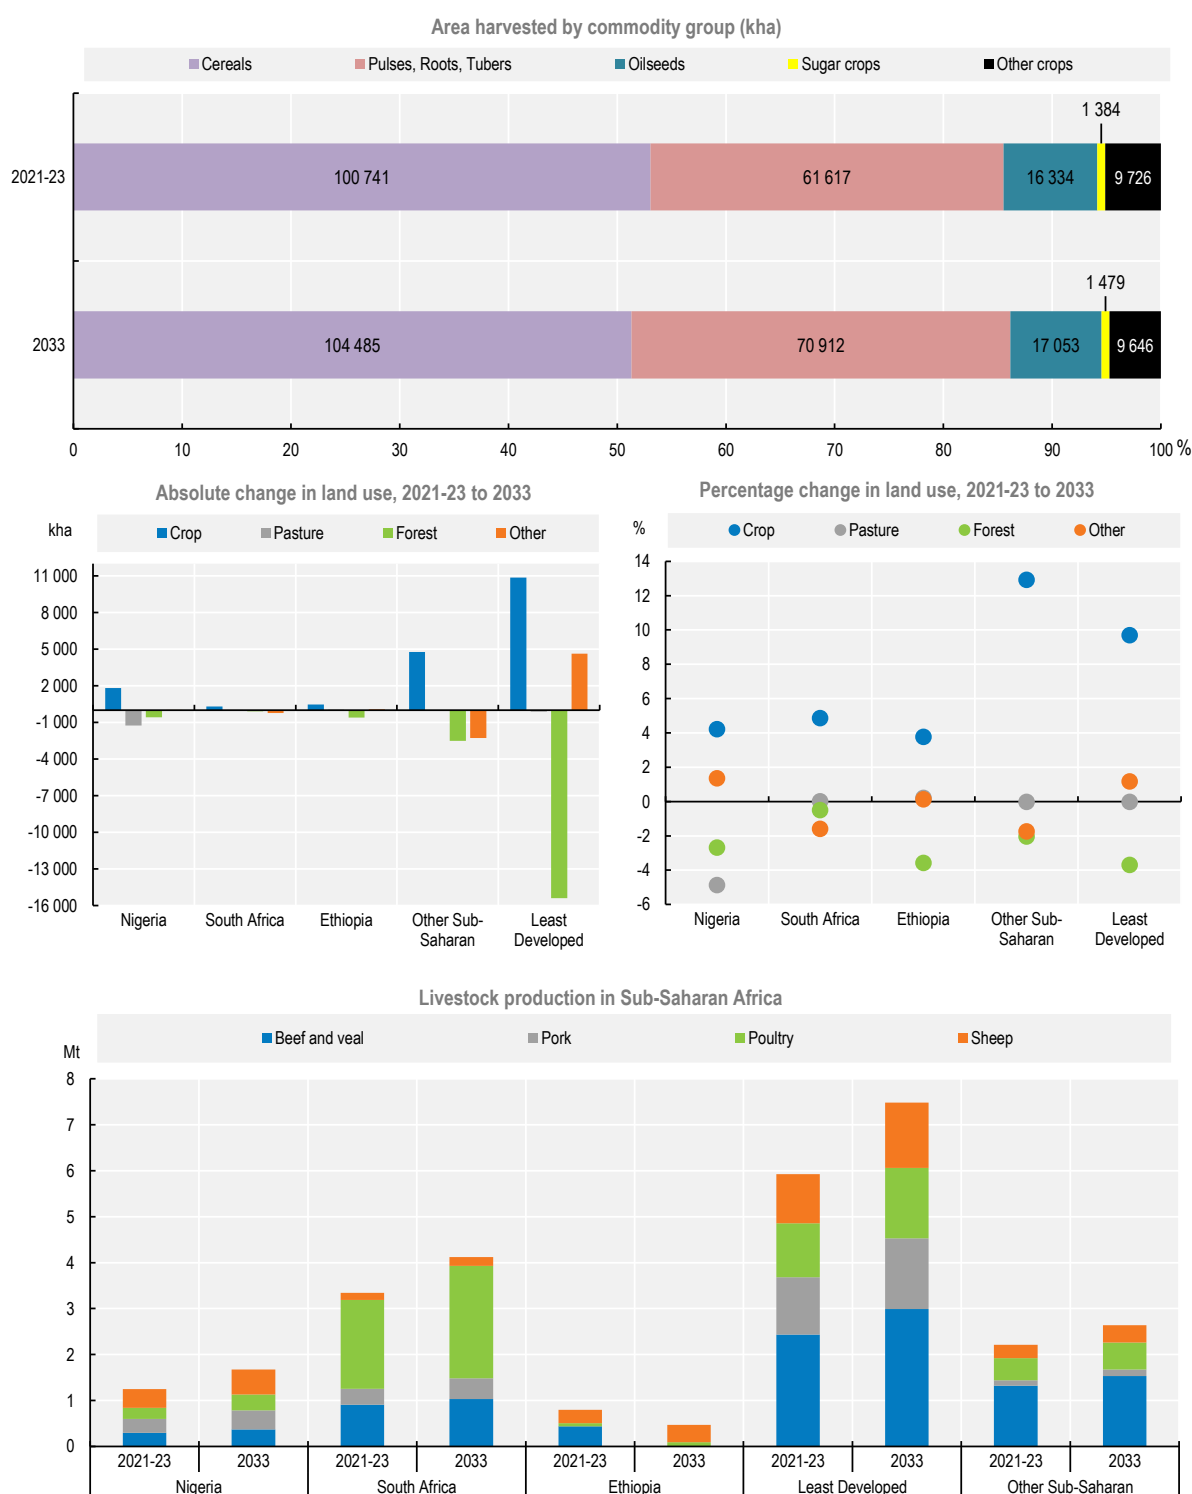 Area harvested by commodity group (kha)
Cereals Pulses, Roots, Tubers Oilseeds Sugar crops Other crops
1 384
2021-23 100 741 61 617 16 334 9 726
1 479
2033 104 485 70 912 17 053 9 646
0 10 20 30 40 50 60 70 80 90 100 %
Absolute change in land use, 2021-23 to 2033
kha Crop Pasture Forest Other
11 000
8 000
5 000
2 000
-1 000
-4 000
-7 000
-10 000
-13 000
-16 000
Nigeria South Africa Ethiopia Other Sub- Least
Saharan Developed
Percentage change in land use, 2021-23 to 2033
% Crop Pasture Forest Other
14
12
10
8
6
4
2
0
-2
-4
-6
Nigeria South Africa Ethiopia Other Sub- Least
Saharan Developed
Livestock production in Sub-Saharan Africa
Beef and veal Pork Poultry Sheep
Mt
8
7
6
5
4
3
2
1
0
2021-23 2033 2021-23 2033 2021-23 2033 2021-23 2033 2021-23 2033
Nigeria South Africa Ethiopia Least Developed Other Sub-Saharan